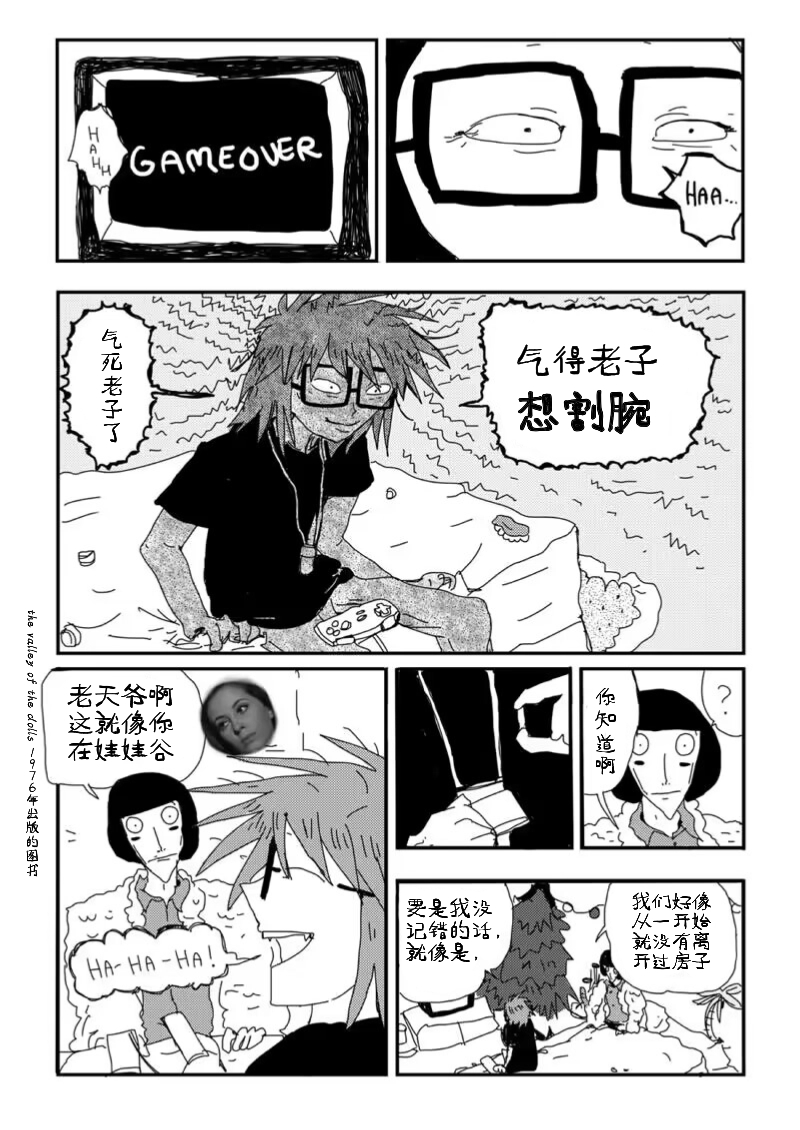 HAHH
GAMEOVER
HAA...
气死老子了
气得老子
想割腕
老天爷啊
这就像你
在娃娃谷
HA-HA-HA!
你知道啊
?
要是我没
记错的话,
就像是,
我们好像
从一开始
就没有离
开过房子
the valley of the dolls 1976年出版的图书